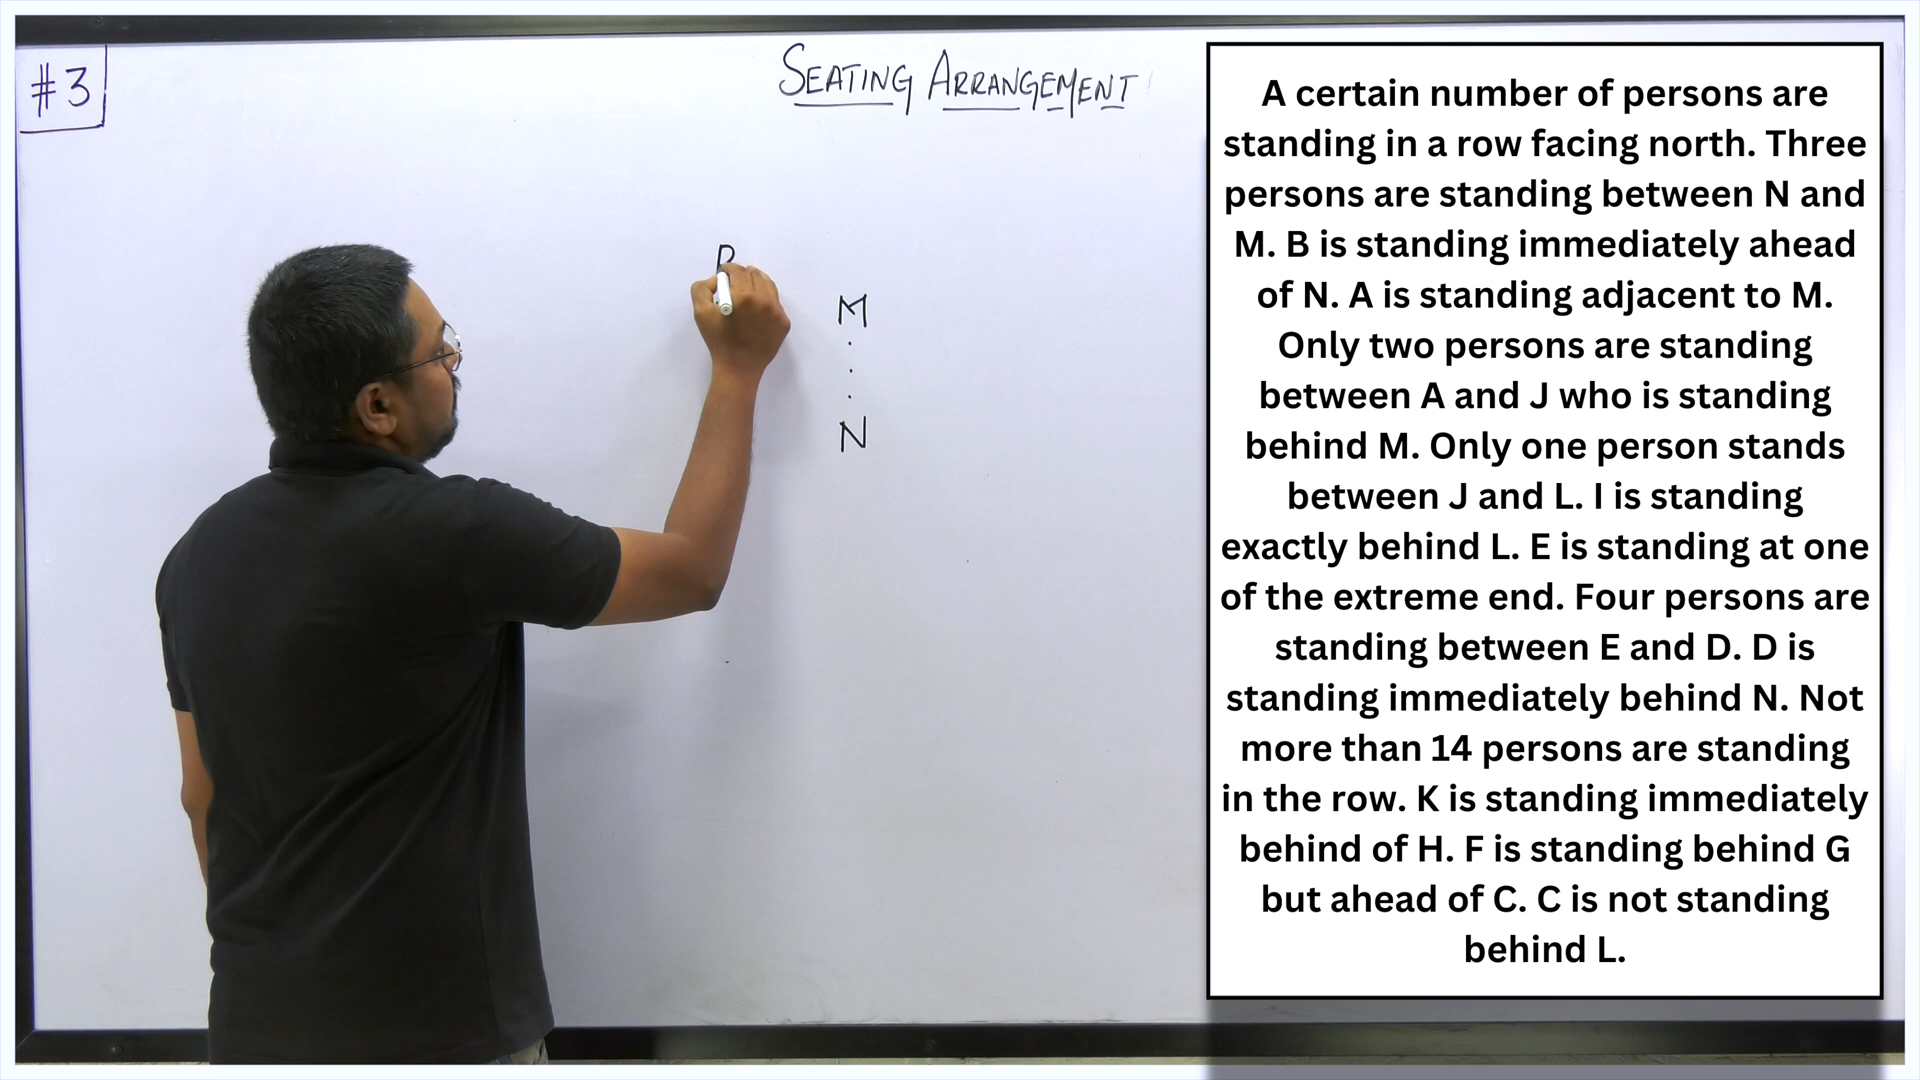 #3
SEATING ARRANGEMENT
A certain number of persons are
standing in a row facing north. Three
persons are standing between N and
M. B is standing immediately ahead
of N. A is standing adjacent to M.
Only two persons are standing
between A and J who is standing
behind M. Only one person stands
between J and L. I is standing
exactly behind L. E is standing at one
of the extreme end. Four persons are
standing between E and D. D is
standing immediately behind N. Not
more than 14 persons are standing
in the row. K is standing immediately
behind of H. F is standing behind G
but ahead of C. C is not standing
behind L.
M
.
.
.
N